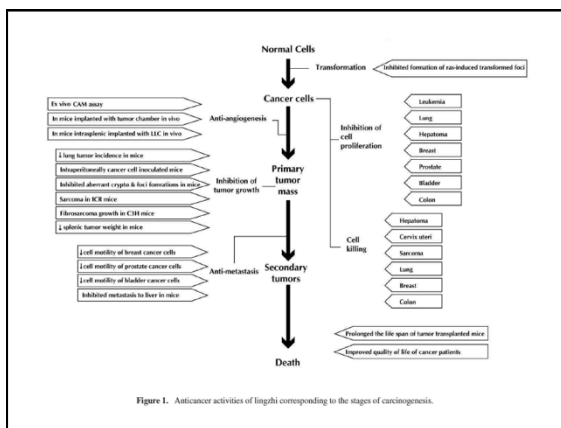 Normal Cells
Transformation
Inhibited formation of ras-induced transformed foci
Cancer cells
Ex vivo CAM assay
In mice implanted with tumor chamber in vivo
In mice intrasplenic implanted with LLC in vivo
Anti-angiogenesis
Inhibition of
cell
proliferation
Leukemia
Lung
Hepatoma
Breast
Prostate
Bladder
Colon
↓ lung tumor incidence in mice
Intraperitoneally cancer cell inoculated mice
Inhibited aberrant crypto & foci formations in mice
Sarcoma in ICR mice
Fibrosarcoma growth in C3H mice
↓ splenic tumor weight in mice
Inhibition of
tumor growth
Primary
tumor
mass
Cell
killing
Hepatoma
Cervix uteri
Sarcoma
Lung
Breast
Colon
↓cell motility of breast cancer cells
↓cell motility of prostate cancer cells
↓cell motility of bladder cancer cells
Inhibited metastasis to liver in mice
Anti-metastasis
Secondary
tumors
Prolonged the life span of tumor transplanted mice
Improved quality of life of cancer patients
Death
Figure 1. Anticancer activities of lingzhi corresponding to the stages of carcinogenesis.